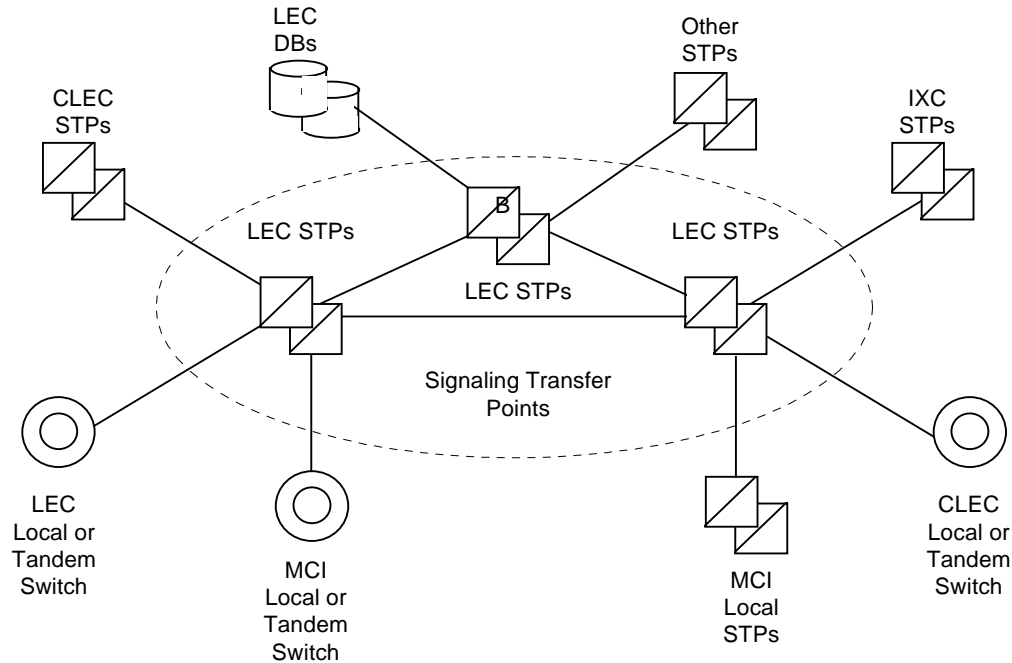 LEC
DBs
Other
STPs
CLEC
STPs
IXC
STPs
B
LEC STPs
LEC STPs
LEC STPs
Signaling Transfer
Points
LEC
Local or
Tandem
Switch
MCI
Local or
Tandem
Switch
MCI
Local
STPs
CLEC
Local or
Tandem
Switch